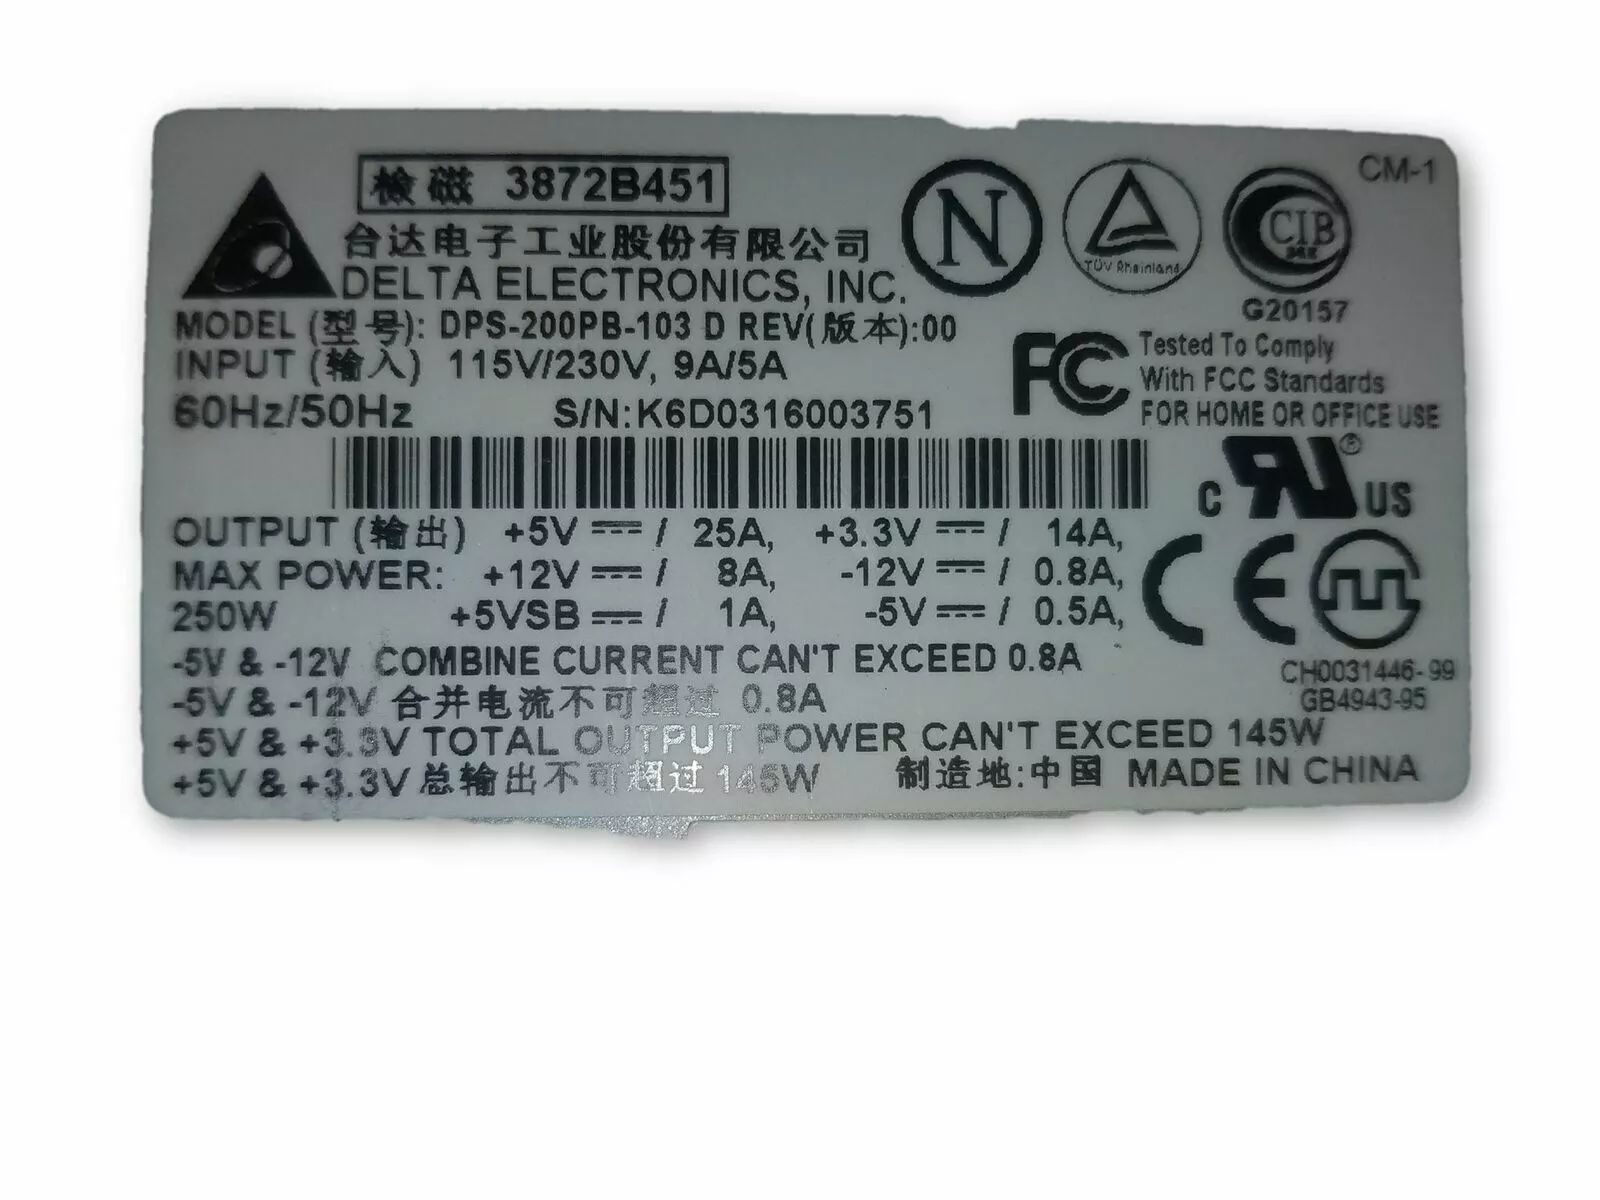 檢磁 3872B451
台达电子工业股份有限公司
DELTA ELECTRONICS, INC.
MODEL (型号): DPS-200PB-103 D REV(版本):00
INPUT (输入) 115V/230V, 9A/5A
60Hz/50Hz S/N:K6D0316003751
N
TÜV Rheinland
CIB
CM-1
G20157
FC Tested To Comply
With FCC Standards
FOR HOME OR OFFICE USE
C RU ® US
OUTPUT (输出) +5V ⎓ / 25A, +3.3V ⎓ / 14A,
MAX POWER: +12V ⎓ / 8A, -12V ⎓ / 0.8A,
250W +5VSB ⎓ / 1A, -5V ⎓ / 0.5A,
CE
-5V & -12V COMBINE CURRENT CAN'T EXCEED 0.8A
CH0031446-99
-5V & -12V 合并电流不可超过 0.8A
GB4943-95
+5V & +3.3V TOTAL OUTPUT POWER CAN'T EXCEED 145W
+5V & +3.3V 总输出不可超过 145W 制造地:中国 MADE IN CHINA